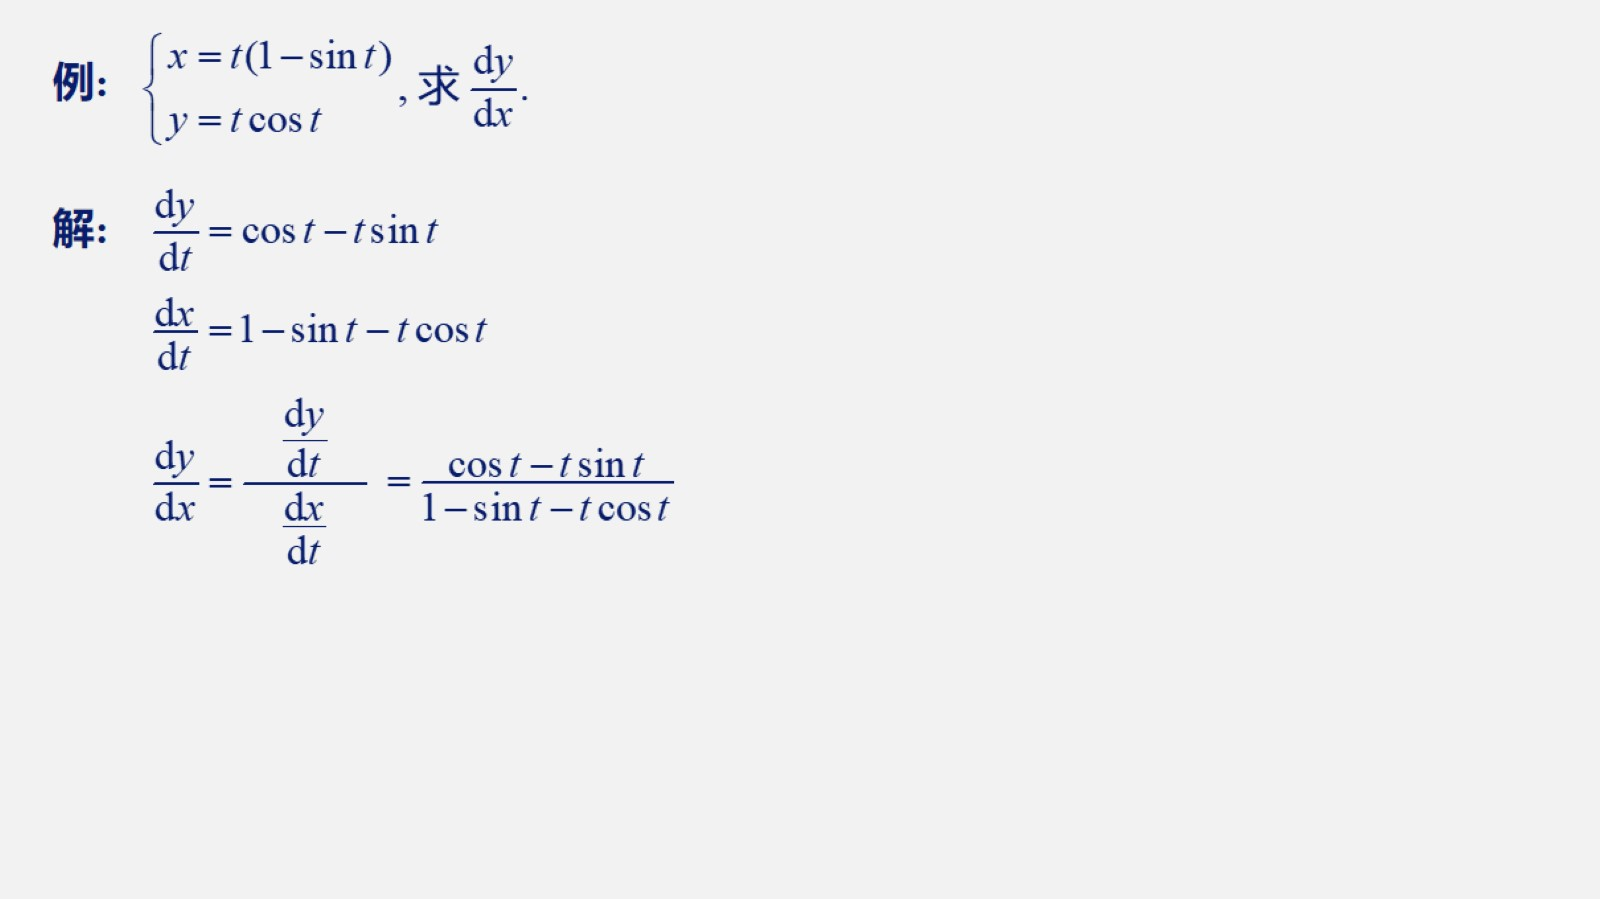 例: { x = t(1 − sin t)
y = t cos t , 求 dy/dx.
解: dy/dt = cos t − t sin t
dx/dt = 1 − sin t − t cos t
dy/dx = (dy/dt)/(dx/dt) = (cos t − t sin t)/(1 − sin t − t cos t)